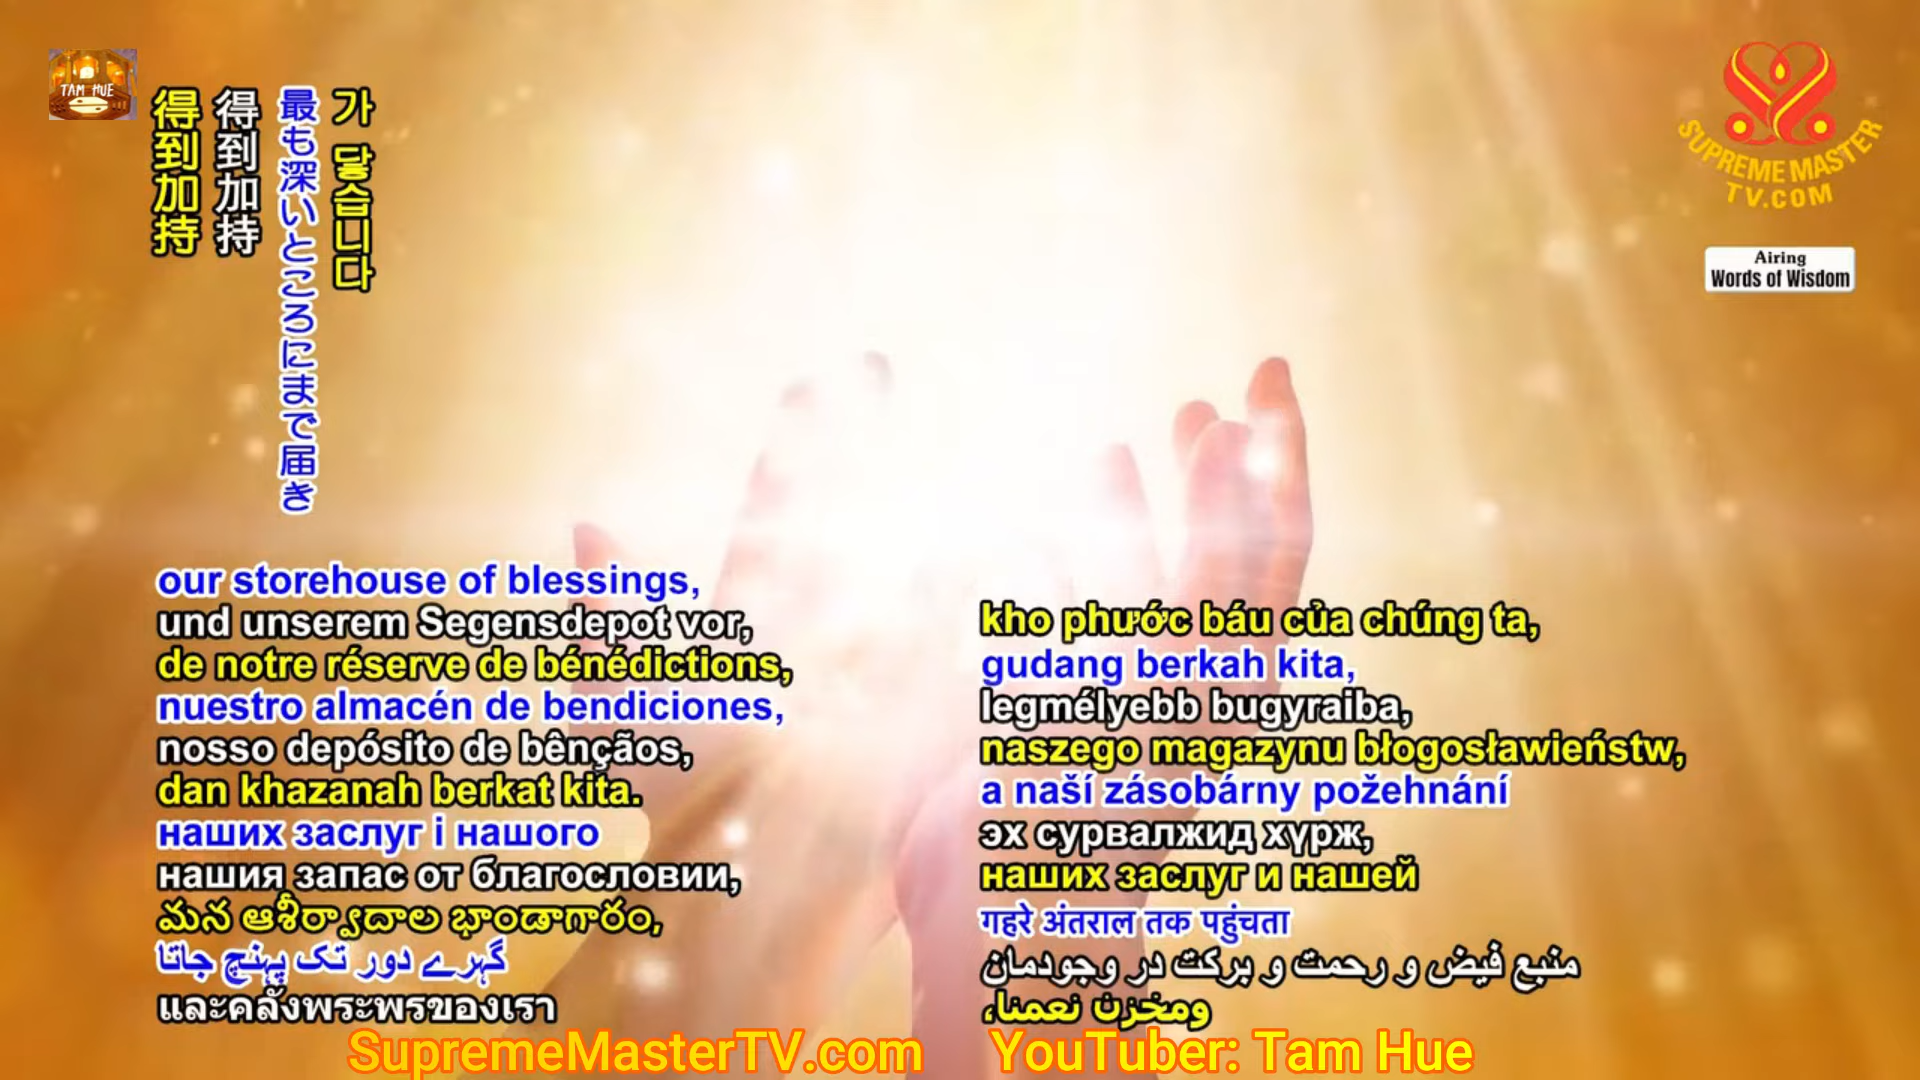 TAM HUE
得到加持
得到加持
最も深いところにまで届き
가 닿습니다
SUPREME MASTER
TV.COM
Airing
Words of Wisdom
our storehouse of blessings,
und unserem Segensdepot vor,
de notre réserve de bénédictions,
nuestro almacén de bendiciones,
nosso depósito de bênçãos,
dan khazanah berkat kita.
наших заслуг і нашого
нашия запас от благословии,
మన ఆశీర్వాదాల భాండాగారం,
گہرے دور تک پہنچ جاتا
และคลังพระพรของเรา
kho phước báu của chúng ta,
gudang berkah kita,
legmélyebb bugyraiba,
naszego magazynu błogosławieństw,
a naší zásobárny požehnání
эх сурвалжид хүрж,
наших заслуг и нашей
गहरे अंतराल तक पहुंचता
منبع فیض و رحمت و برکت در وجودمان
ومخزن نعمنا،
SupremeMasterTV.com YouTuber: Tam Hue